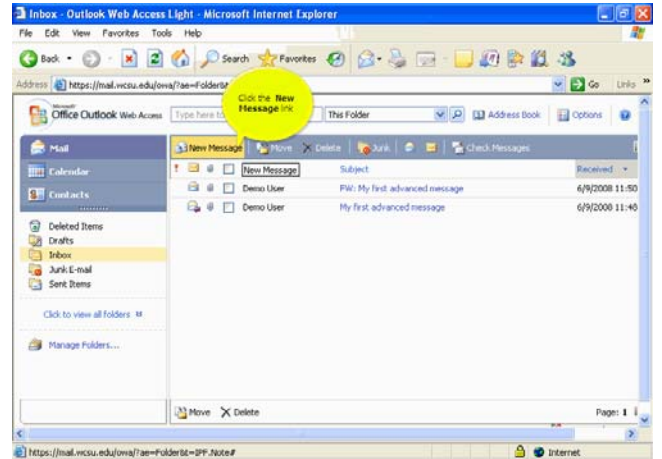 Inbox - Outlook Web Access Light - Microsoft Internet Explorer
File Edit View Favorites Tools Help
Back Search Favorites
Address https://mail.wcsu.edu/owa/?ae=Folder&t Go Links »
Click the New
Message link
Microsoft
Office Outlook Web Access Type here to This Folder Address Book Options
Mail New Message Move Delete Junk Check Messages
Calendar ! New Message Subject Received
Contacts Demo User FW: My first advanced message 6/9/2008 11:50
Demo User My first advanced message 6/9/2008 11:48
Deleted Items
Drafts
Inbox
Junk E-mail
Sent Items
Click to view all folders
Manage Folders...
Move Delete Page: 1
https://mail.wcsu.edu/owa/?ae=Folder&t=IPF.Note# Internet